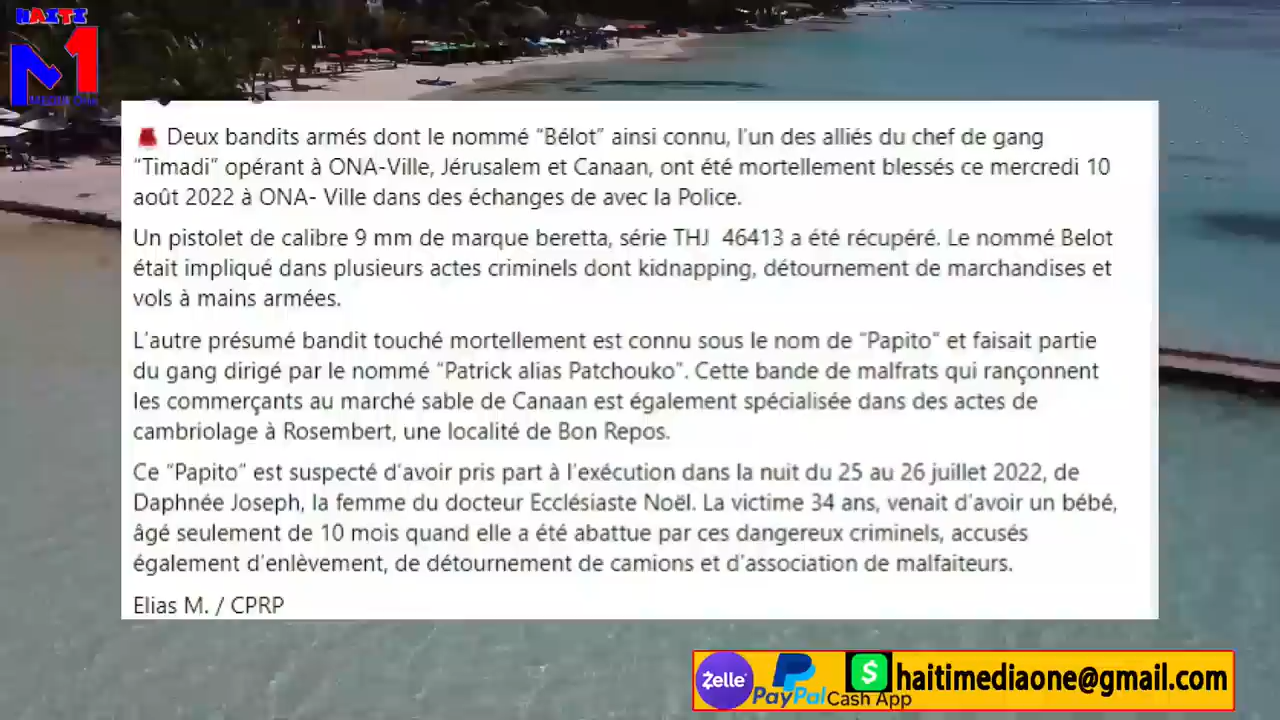 HAITI
M1
MEDIA One
Deux bandits armés dont le nommé “Bélot” ainsi connu, l’un des alliés du chef de gang
“Timadi” opérant à ONA-Ville, Jérusalem et Canaan, ont été mortellement blessés ce mercredi 10
août 2022 à ONA- Ville dans des échanges de avec la Police.
Un pistolet de calibre 9 mm de marque beretta, série THJ 46413 a été récupéré. Le nommé Belot
était impliqué dans plusieurs actes criminels dont kidnapping, détournement de marchandises et
vols à mains armées.
L’autre présumé bandit touché mortellement est connu sous le nom de “Papito” et faisait partie
du gang dirigé par le nommé “Patrick alias Patchouko”. Cette bande de malfrats qui rançonnent
les commerçants au marché sable de Canaan est également spécialisée dans des actes de
cambriolage à Rosembert, une localité de Bon Repos.
Ce “Papito” est suspecté d’avoir pris part à l’exécution dans la nuit du 25 au 26 juillet 2022, de
Daphnée Joseph, la femme du docteur Ecclésiaste Noël. La victime 34 ans, venait d’avoir un bébé,
âgé seulement de 10 mois quand elle a été abattue par ces dangereux criminels, accusés
également d’enlèvement, de détournement de camions et d’association de malfaiteurs.
Elias M. / CPRP
Zelle
PayPal
$
Cash App
haitimediaone@gmail.com